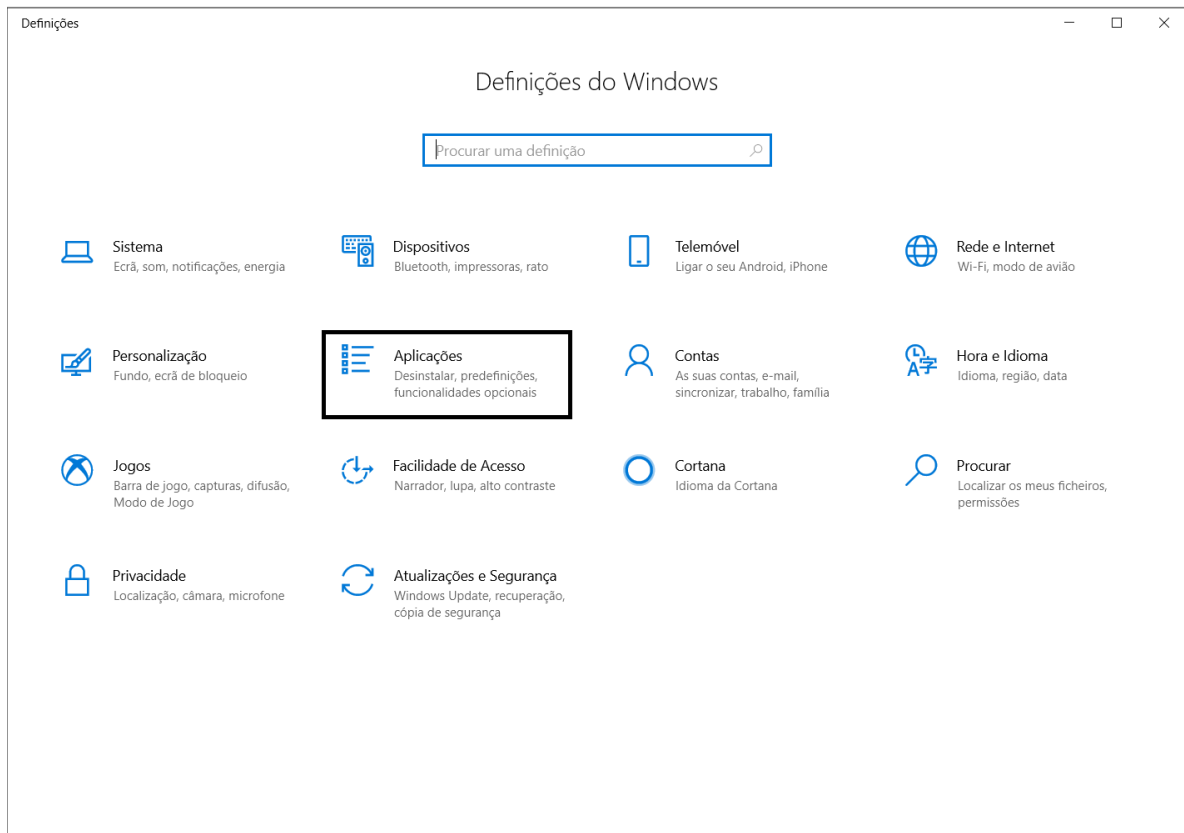 Definições
Definições do Windows
Procurar uma definição
Sistema
Ecrã, som, notificações, energia
Dispositivos
Bluetooth, impressoras, rato
Telemóvel
Ligar o seu Android, iPhone
Rede e Internet
Wi-Fi, modo de avião
Personalização
Fundo, ecrã de bloqueio
Aplicações
Desinstalar, predefinições,
funcionalidades opcionais
Contas
As suas contas, e-mail,
sincronizar, trabalho, família
Hora e Idioma
Idioma, região, data
Jogos
Barra de jogo, capturas, difusão,
Modo de Jogo
Facilidade de Acesso
Narrador, lupa, alto contraste
Cortana
Idioma da Cortana
Procurar
Localizar os meus ficheiros,
permissões
Privacidade
Localização, câmara, microfone
Atualizações e Segurança
Windows Update, recuperação,
cópia de segurança